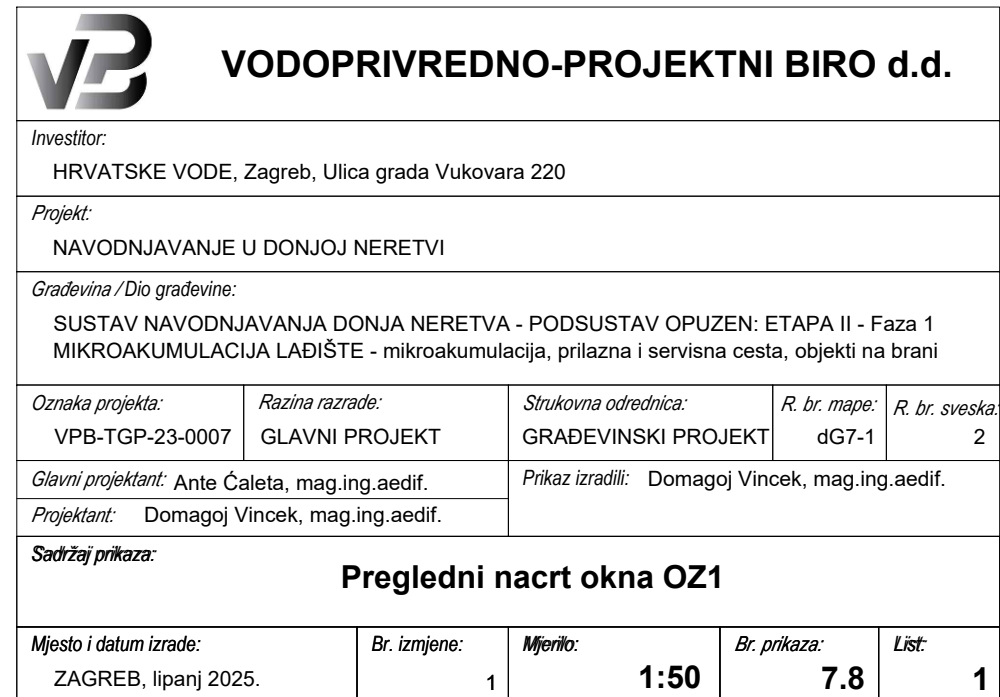 VPB
VODOPRIVREDNO-PROJEKTNI BIRO d.d.
Investitor:
HRVATSKE VODE, Zagreb, Ulica grada Vukovara 220
Projekt:
NAVODNJAVANJE U DONJOJ NERETVI
Građevina / Dio građevine:
SUSTAV NAVODNJAVANJA DONJA NERETVA - PODSUSTAV OPUZEN: ETAPA II - Faza 1
MIKROAKUMULACIJA LAĐIŠTE - mikroakumulacija, prilazna i servisna cesta, objekti na brani
Oznaka projekta: Razina razrade: Strukovna odrednica: R. br. mape: R. br. sveska:
VPB-TGP-23-0007 GLAVNI PROJEKT GRAĐEVINSKI PROJEKT dG7-1 2
Glavni projektant: Ante Ćaleta, mag.ing.aedif. Prikaz izradili: Domagoj Vincek, mag.ing.aedif.
Projektant: Domagoj Vincek, mag.ing.aedif.
Sadržaj prikaza:
Pregledni nacrt okna OZ1
Mjesto i datum izrade: Br. izmjene: Mjerilo: Br. prikaza: List:
ZAGREB, lipanj 2025. 1 1:50 7.8 1